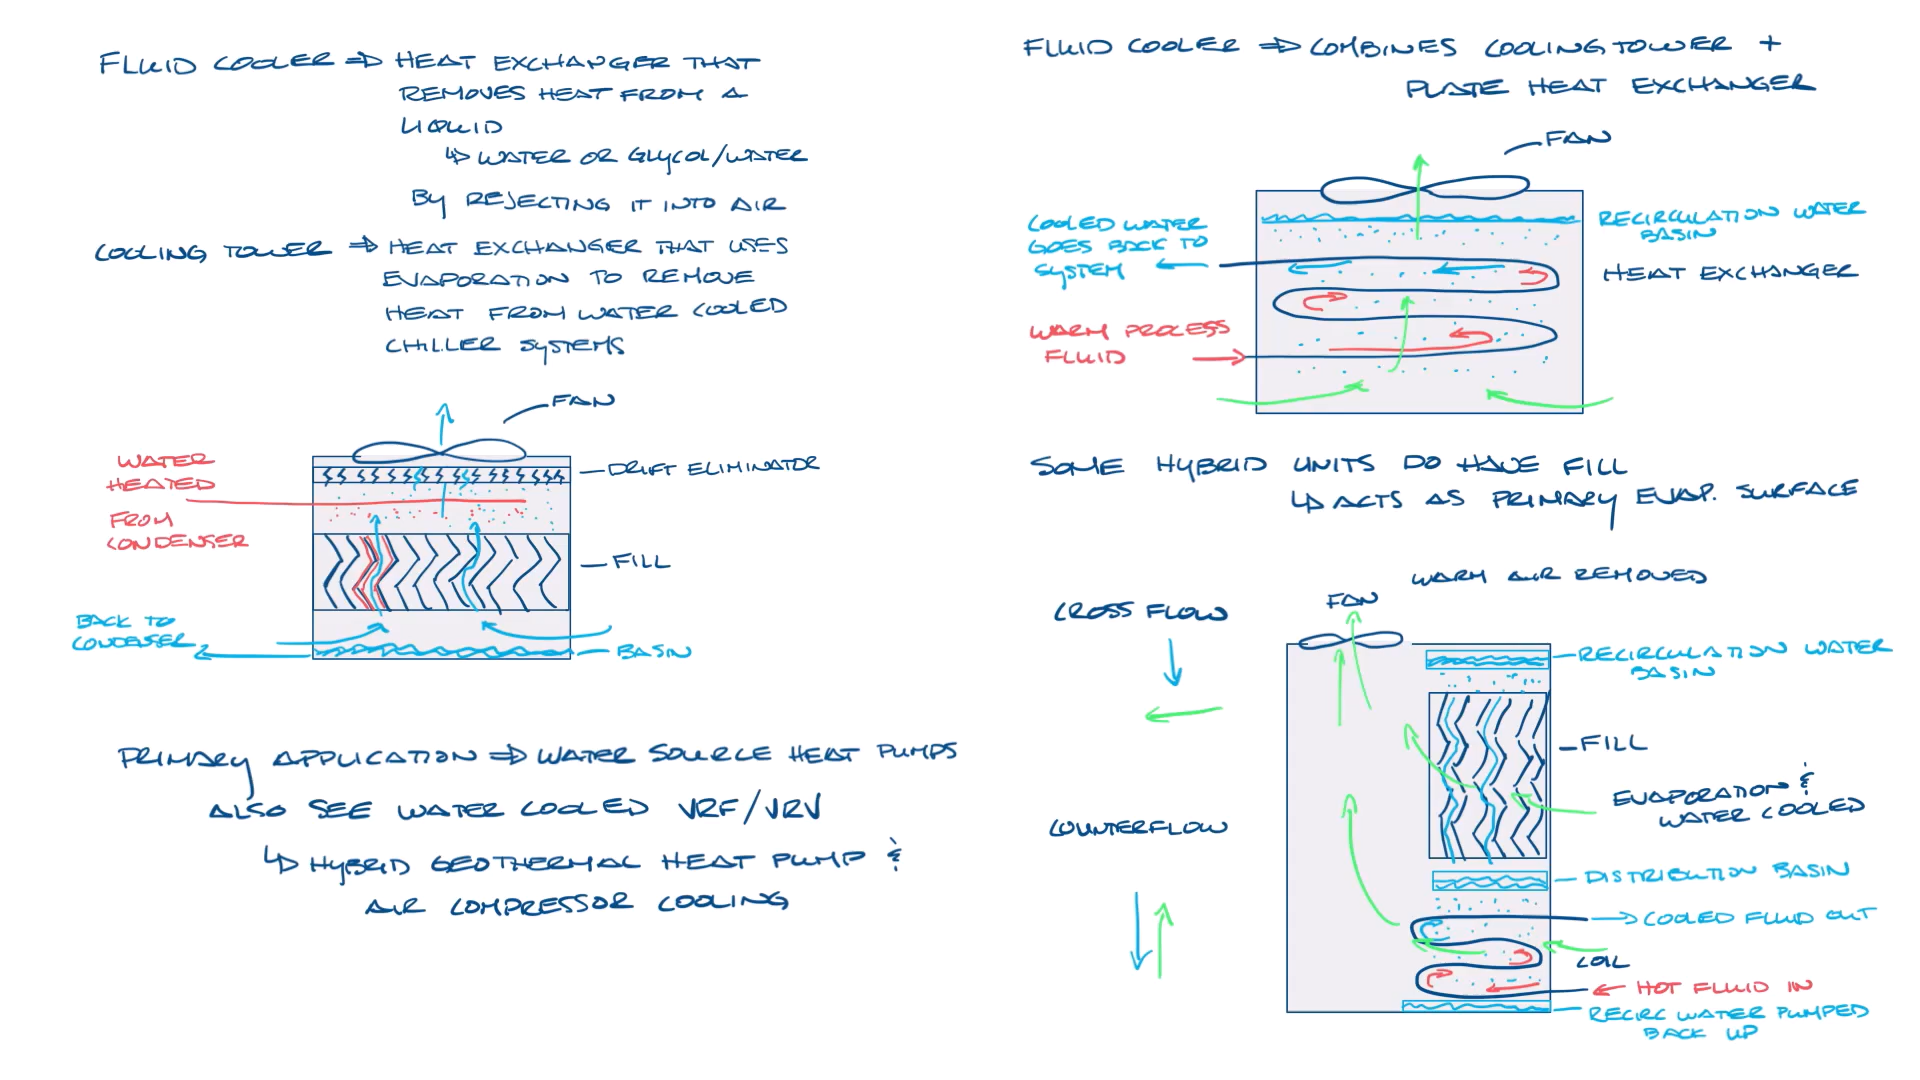 FLUID COOLER ⇒ HEAT EXCHANGER THAT
REMOVES HEAT FROM A
LIQUID
↳ WATER OR GLYCOL/WATER
BY REJECTING IT INTO AIR
COOLING TOWER ⇒ HEAT EXCHANGER THAT USES
EVAPORATION TO REMOVE
HEAT FROM WATER COOLED
CHILLER SYSTEMS
FAN
WATER
HEATED
FROM
CONDENSER
DRIFT ELIMINATOR
FILL
BACK TO
CONDENSER
BASIN
PRIMARY APPLICATION ⇒ WATER SOURCE HEAT PUMPS
ALSO SEE WATER COOLED VRF/VRV
↳ HYBRID GEOTHERMAL HEAT PUMP &
AIR COMPRESSOR COOLING
FLUID COOLER ⇒ COMBINES COOLING TOWER +
PLATE HEAT EXCHANGER
FAN
COOLED WATER
GOES BACK TO
SYSTEM
RECIRCULATION WATER
BASIN
HEAT EXCHANGER
WARM PROCESS
FLUID
SOME HYBRID UNITS DO HAVE FILL
↳ ACTS AS PRIMARY EVAP. SURFACE
WARM AIR REMOVED
FAN
CROSS FLOW
COUNTERFLOW
RECIRCULATION WATER
BASIN
FILL
EVAPORATION &
WATER COOLED
DISTRIBUTION BASIN
COOLED FLUID OUT
COIL
HOT FLUID IN
RECIRC WATER PUMPED
BACK UP